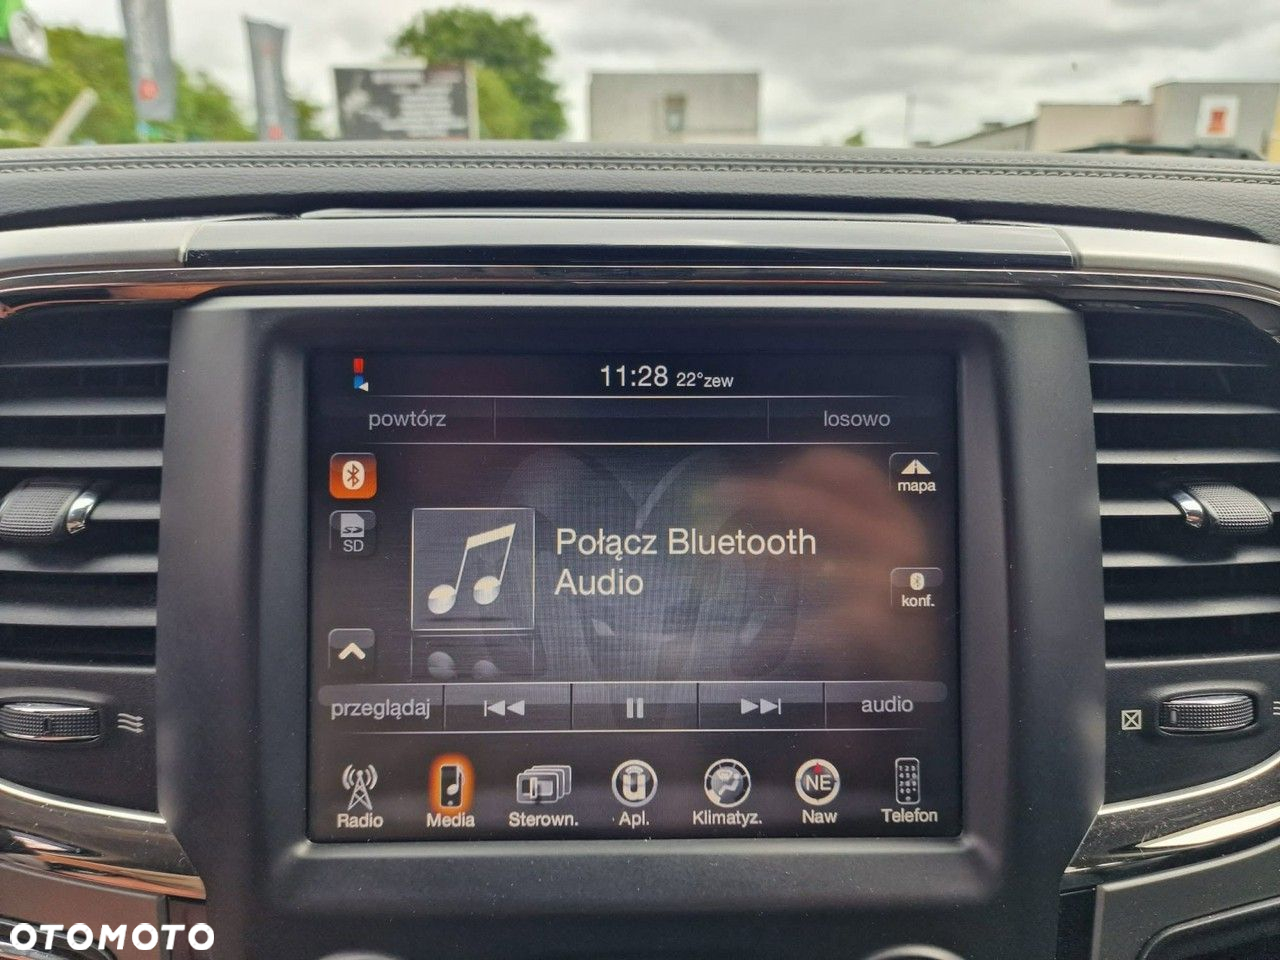 11:28 22°zew
powtórz
losowo
mapa
SD
Połącz Bluetooth
Audio
konf.
przeglądaj
audio
NE
Radio
Media
Sterown.
Apl.
Klimatyz.
Naw
Telefon
OTOMOTO